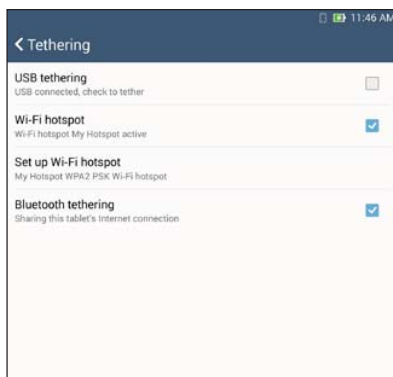 11:46 AM
Tethering
USB tethering
USB connected, check to tether
Wi-Fi hotspot
Wi-Fi hotspot My Hotspot active
Set up Wi-Fi hotspot
My Hotspot WPA2 PSK Wi-Fi hotspot
Bluetooth tethering
Sharing this tablet's Internet connection